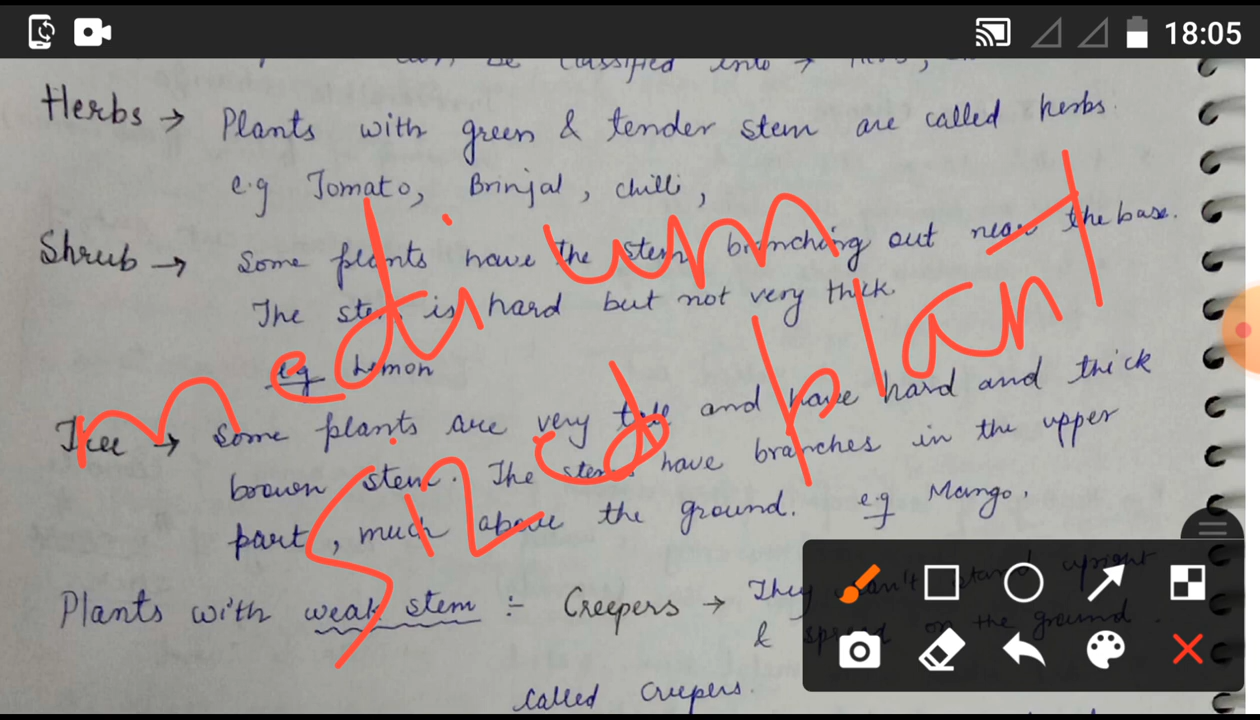 18:05
be classified into →
Herbs → Plants with green & tender stem are called herbs.
e.g Tomato, Brinjal, chilli,
Shrub → Some plants have the stem branching out near the base.
The stem is hard but not very thick.
e.g Lemon
Tree → Some plants are very tall and have hard and thick
brown stem. The stems have branches in the upper
part, much above the ground. e.g Mango.
Plants with weak stem :- Creepers → They can't stand upright
& spread on the ground.
called Creepers.
medium
sized plant